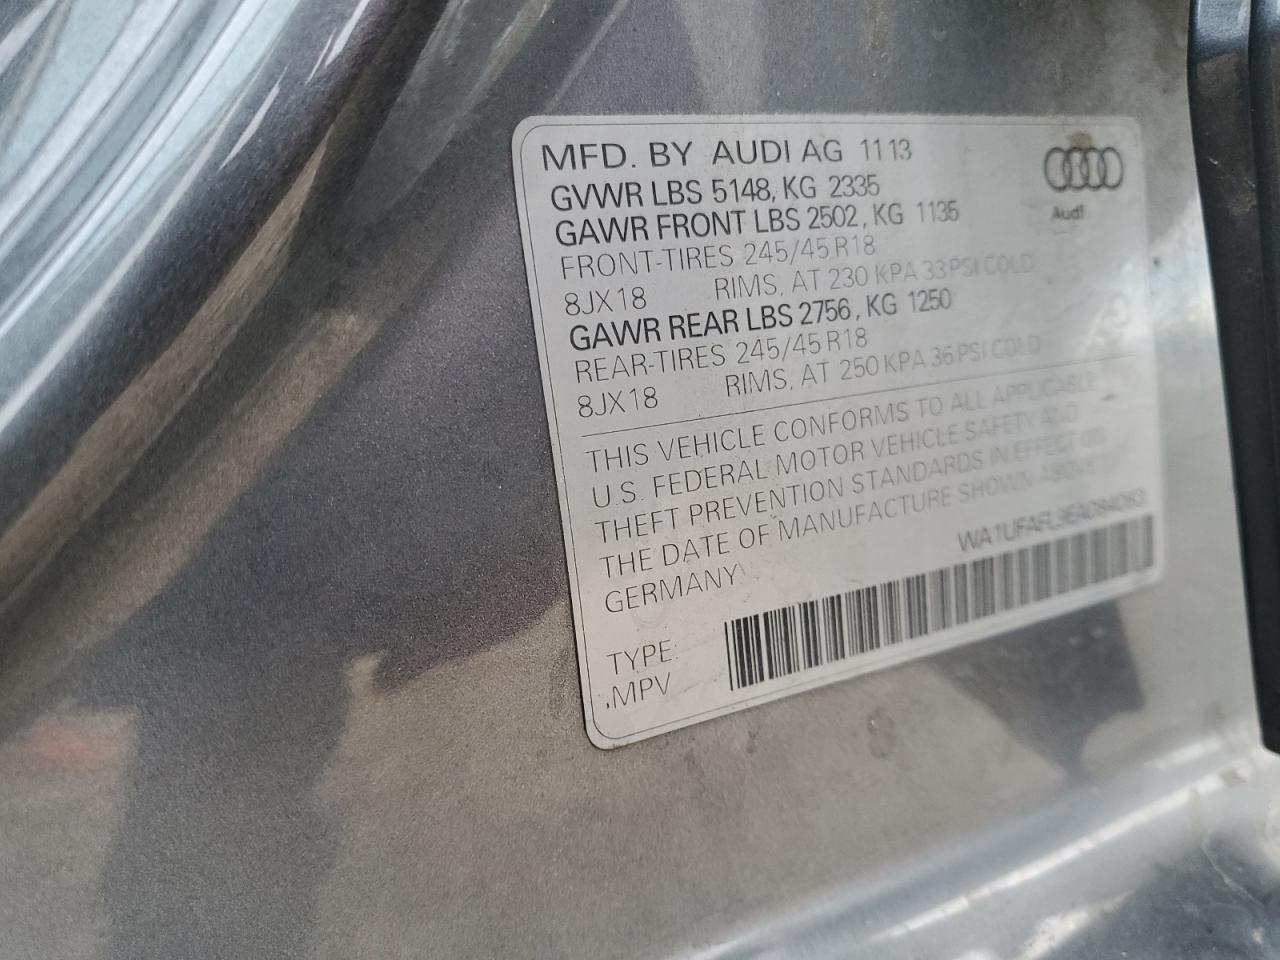 MFD. BY AUDI AG 11 13
GVWR LBS 5148, KG 2335
GAWR FRONT LBS 2502, KG 1135
FRONT-TIRES 245/45 R18
8JX18 RIMS, AT 230 KPA 33 PSI COLD
GAWR REAR LBS 2756, KG 1250
REAR-TIRES 245/45 R18
8JX18 RIMS, AT 250 KPA 36 PSI COLD
THIS VEHICLE CONFORMS TO ALL APPLICABLE
U.S. FEDERAL MOTOR VEHICLE SAFETY AND
THEFT PREVENTION STANDARDS IN EFFECT ON
THE DATE OF MANUFACTURE SHOWN ABOVE
GERMANY
TYPE:
.MPV
Audi